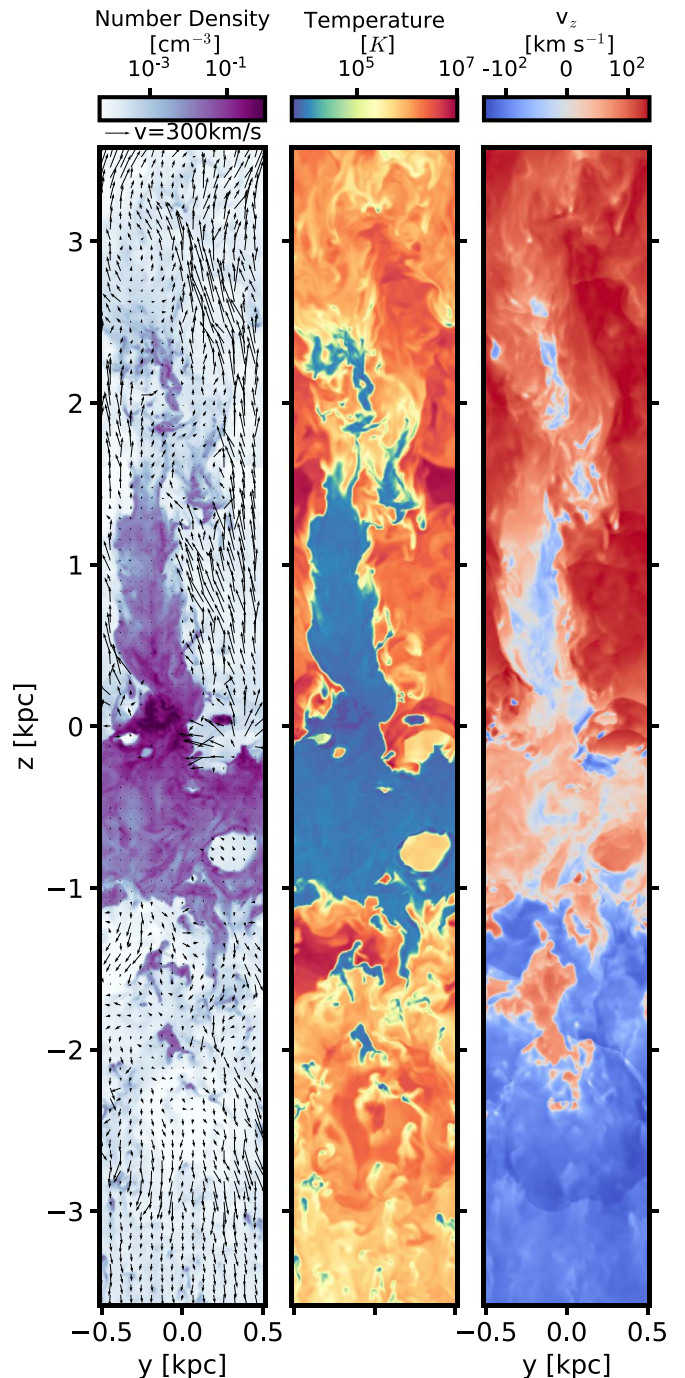 Number Density Temperature v_z
[cm⁻³] [K] [km s⁻¹]
10⁻³ 10⁻¹ 10⁵ 10⁷ -10² 0 10²
v=300km/s
3
2
1
0
−1
−2
−3
z [kpc]
−0.5 0.0 0.5 −0.5 0.0 0.5
y [kpc] y [kpc]